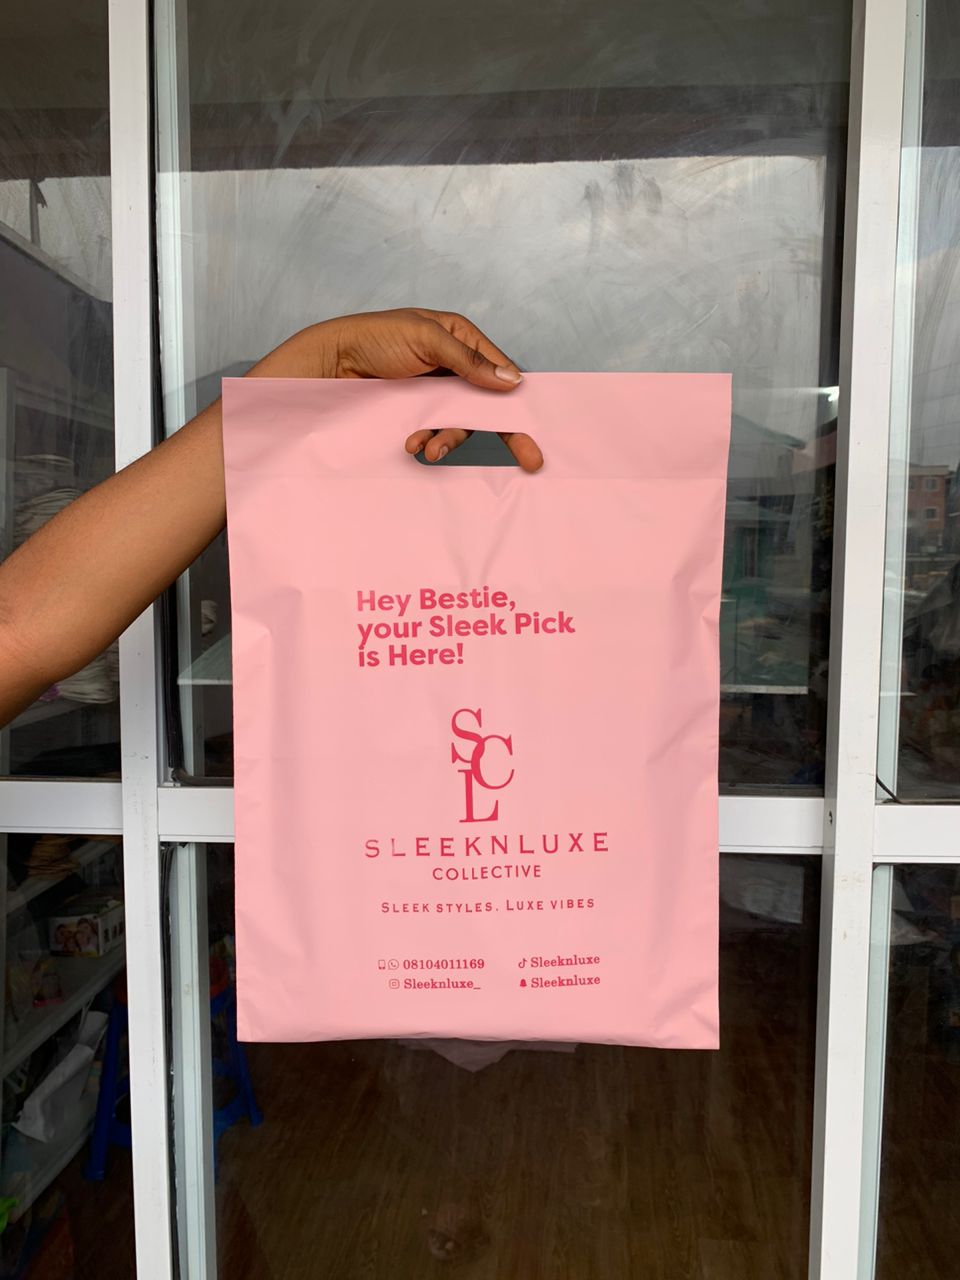 Hey Bestie,
your Sleek Pick
is Here!
SCL
SLEEKNLUXE
COLLECTIVE
SLEEK STYLES, LUXE VIBES
08104011169
Sleeknluxe_
Sleeknluxe
Sleeknluxe